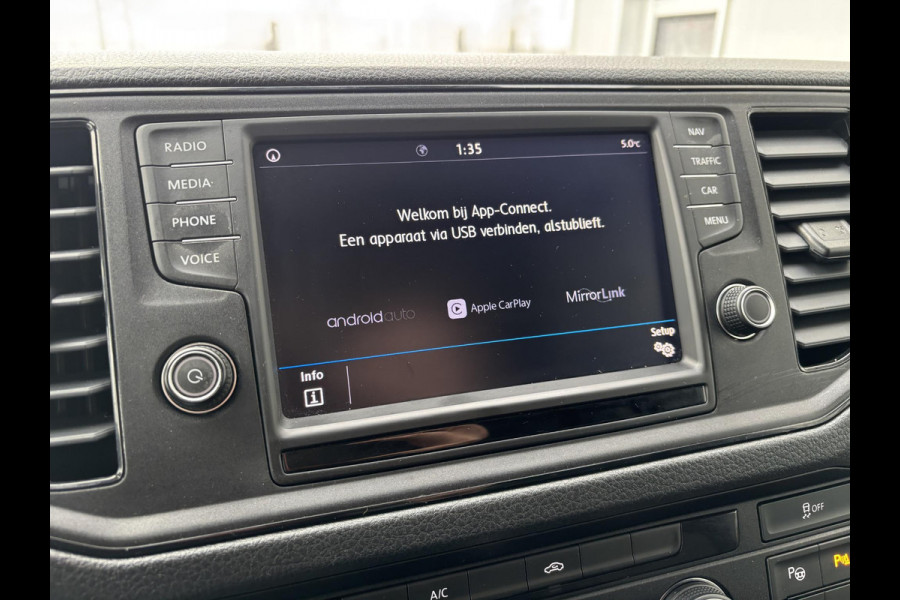 RADIO
MEDIA
PHONE
VOICE
1:35
5.0°C
Welkom bij App-Connect.
Een apparaat via USB verbinden, alstublieft.
androidauto
Apple CarPlay
MirrorLink
Setup
Info
NAV
TRAFFIC
CAR
MENU
OFF
A/C
P
P